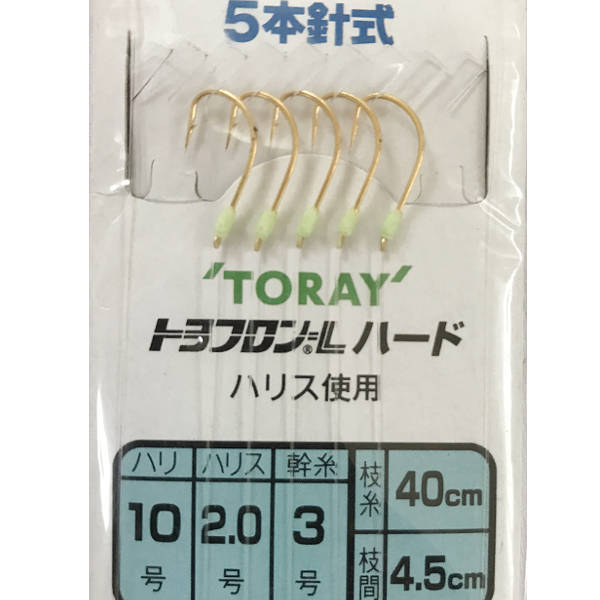 5本針式
'TORAY'
トヨフロン®L ハード
ハリス使用
ハリ ハリス 幹糸 枝糸 40cm
10号 2.0号 3号 枝間 4.5cm